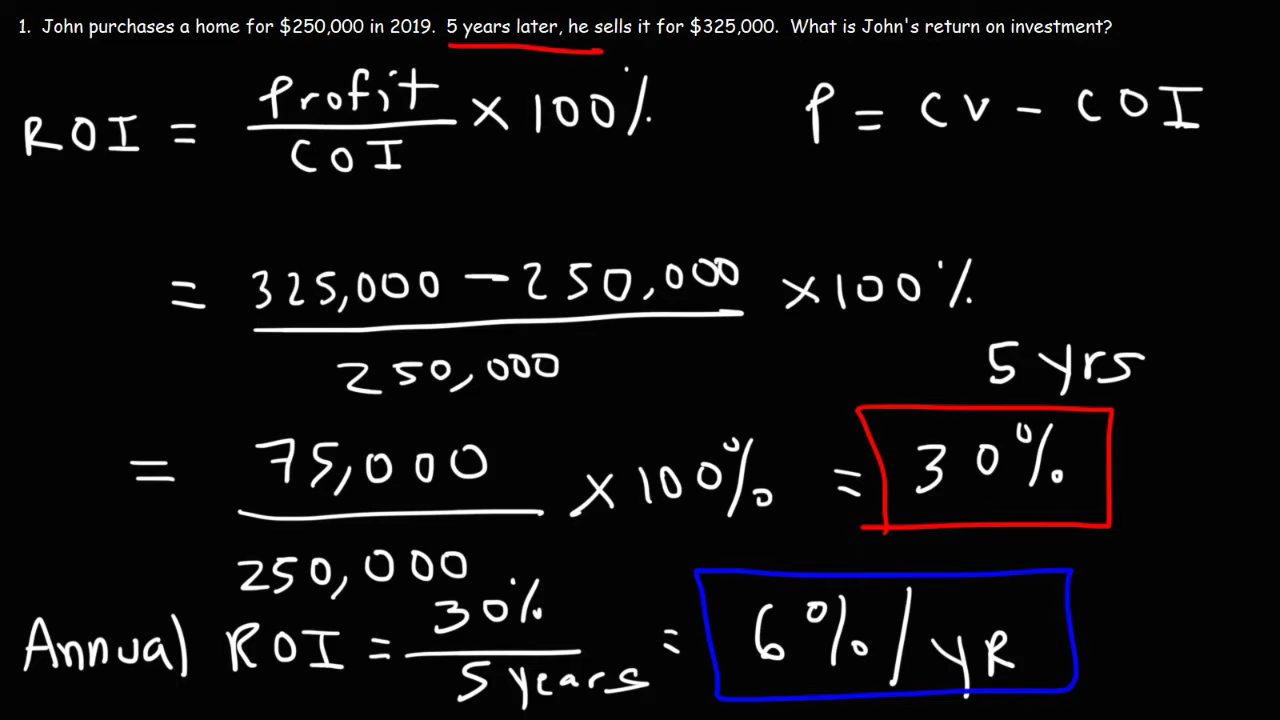 1. John purchases a home for $250,000 in 2019. 5 years later, he sells it for $325,000. What is John's return on investment?
ROI = Profit / COI × 100% P = CV - COI
= 325,000 - 250,000 / 250,000 × 100%
5 yrs
= 75,000 / 250,000 × 100% = 30%
Annual ROI = 30% / 5 years = 6% / YR